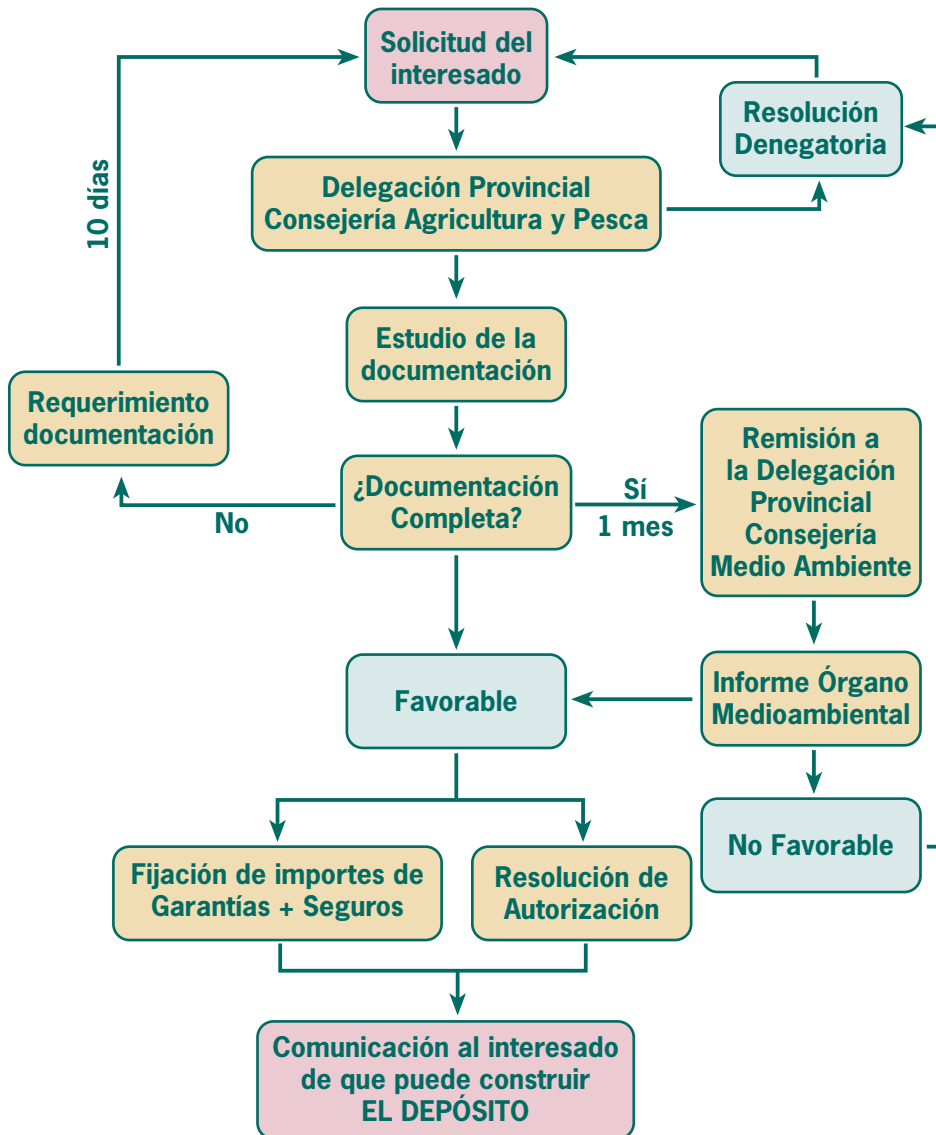 Solicitud del
interesado
Resolución
Denegatoria
10 días
Delegación Provincial
Consejería Agricultura y Pesca
Estudio de la
documentación
Requerimiento
documentación
¿Documentación
Completa?
No
Sí
1 mes
Remisión a
la Delegación
Provincial
Consejería
Medio Ambiente
Favorable
Informe Órgano
Medioambiental
No Favorable
Fijación de importes de
Garantías + Seguros
Resolución de
Autorización
Comunicación al interesado
de que puede construir
EL DEPÓSITO